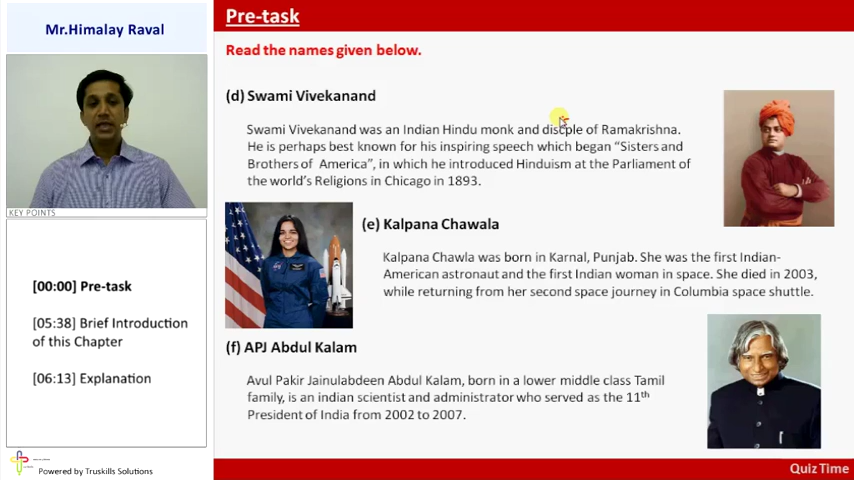 Mr.Himalay Raval
KEY POINTS
[00:00] Pre-task
[05:38] Brief Introduction
of this Chapter
[06:13] Explanation
Powered by Truskills Solutions
Pre-task
Read the names given below.
(d) Swami Vivekanand
Swami Vivekanand was an Indian Hindu monk and disciple of Ramakrishna.
He is perhaps best known for his inspiring speech which began “Sisters and
Brothers of America”, in which he introduced Hinduism at the Parliament of
the world’s Religions in Chicago in 1893.
(e) Kalpana Chawala
Kalpana Chawla was born in Karnal, Punjab. She was the first Indian-
American astronaut and the first Indian woman in space. She died in 2003,
while returning from her second space journey in Columbia space shuttle.
(f) APJ Abdul Kalam
Avul Pakir Jainulabdeen Abdul Kalam, born in a lower middle class Tamil
family, is an indian scientist and administrator who served as the 11th
President of India from 2002 to 2007.
Quiz Time